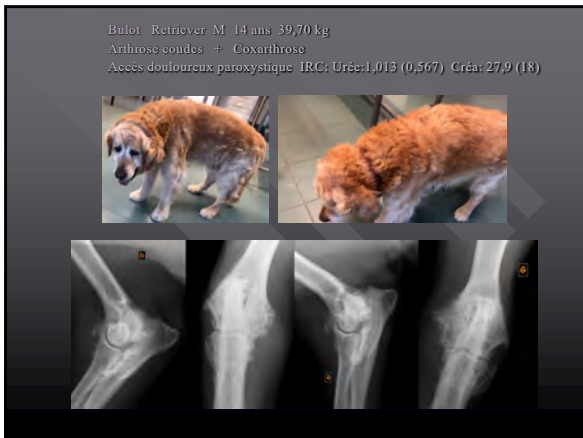 Bulot Retriever M 14 ans 39,70 kg
Arthrose coudes + Coxarthrose
Accès douloureux paroxystique IRC: Urée:1,013 (0,567) Créa: 27,9 (18)
G